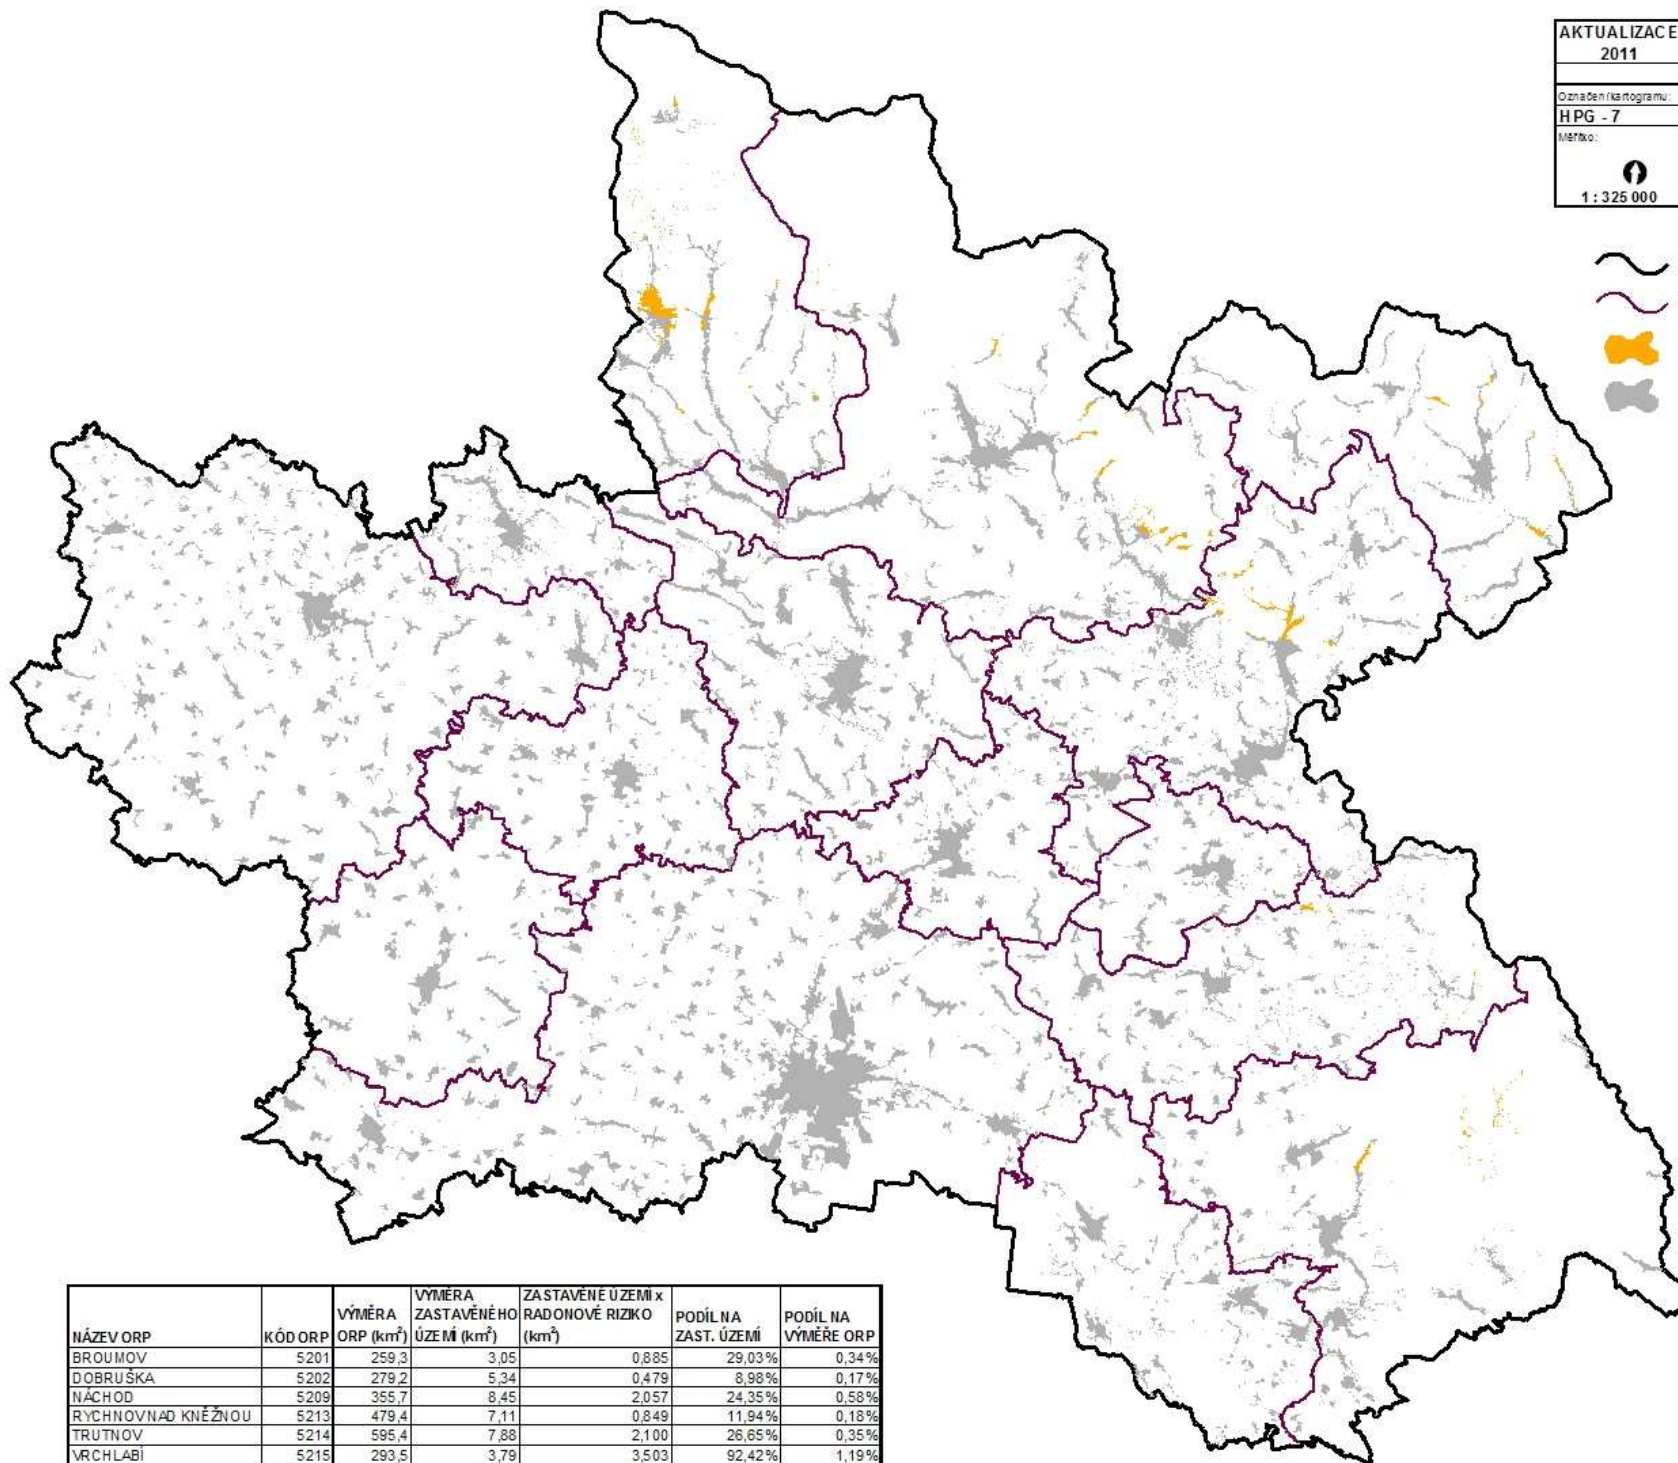 AKTUALIZACE
2011
Označení kartogramu:
HPG - 7
Měřítko:
1 : 325 000
NÁZEV ORP KÓD ORP VÝMĚRA ORP (km²) VÝMĚRA ZASTAVĚNÉHO ÚZEMÍ (km²) ZASTAVĚNÉ ÚZEMÍ x RADONOVÉ RIZIKO (km²) PODÍL NA ZAST. ÚZEMÍ PODÍL NA VÝMĚŘE ORP
BROUMOV 5201 259,3 3,05 0,885 29,03% 0,34%
DOBRUŠKA 5202 279,2 5,34 0,479 8,98% 0,17%
NÁCHOD 5209 355,7 8,45 2,057 24,35% 0,58%
RYCHNOV NAD KNĚŽNOU 5213 479,4 7,11 0,849 11,94% 0,18%
TRUTNOV 5214 595,4 7,88 2,100 26,65% 0,35%
VRCHLABÍ 5215 293,5 3,79 3,503 92,42% 1,19%